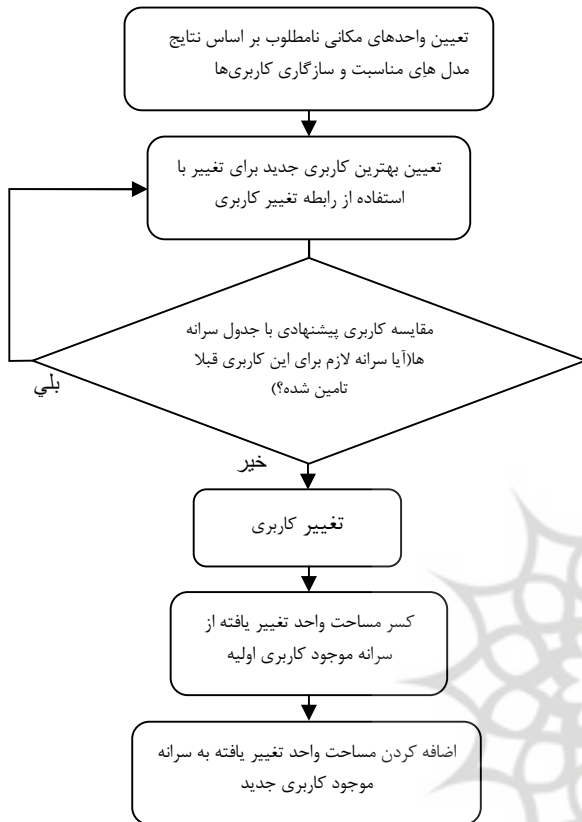 تعیین واحدهای مکانی نامطلوب بر اساس نتایج
مدل های مناسبت و سازگاری کاربری‌ها
تعیین بهترین کاربری جدید برای تغییر با
استفاده از رابطه تغییر کاربری
مقایسه کاربری پیشنهادی با جدول سرانه
ها(آیا سرانه لازم برای این کاربری قبلا
تامین شده؟)
بلي
خیر
تغییر کاربری
کسر مساحت واحد تغییر یافته از
سرانه موجود کاربری اولیه
اضافه کردن مساحت واحد تغییر یافته به سرانه
موجود کاربری جدید